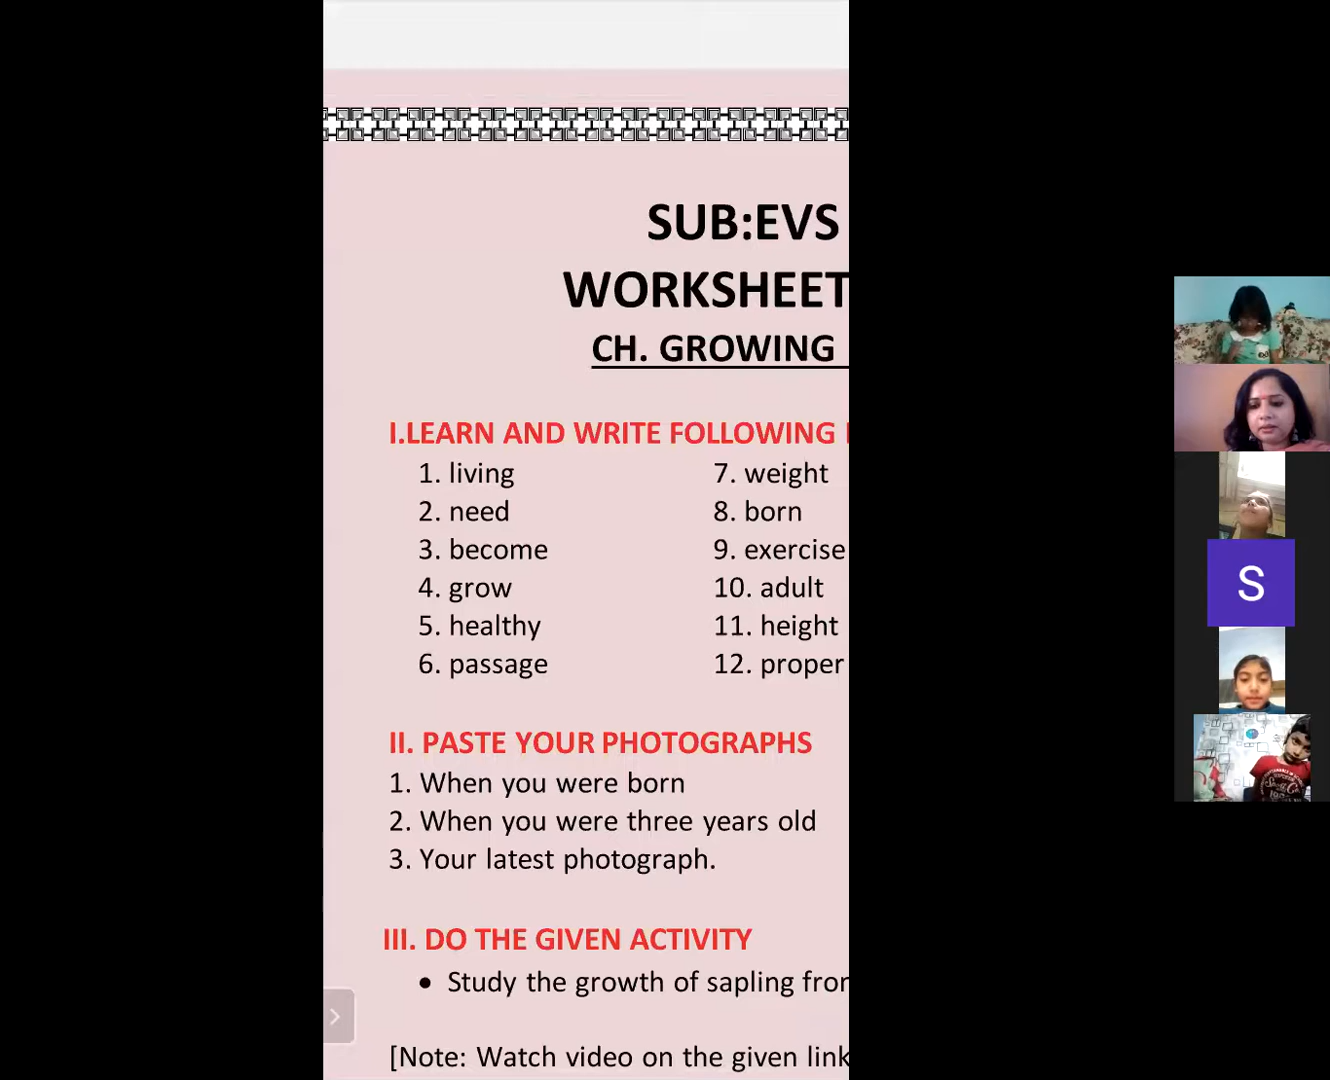 SUB:EVS
WORKSHEET
CH. GROWING
I.LEARN AND WRITE FOLLOWING
1. living
2. need
3. become
4. grow
5. healthy
6. passage
7. weight
8. born
9. exercise
10. adult
11. height
12. proper
II. PASTE YOUR PHOTOGRAPHS
1. When you were born
2. When you were three years old
3. Your latest photograph.
III. DO THE GIVEN ACTIVITY
• Study the growth of sapling
[Note: Watch video on the given link
S